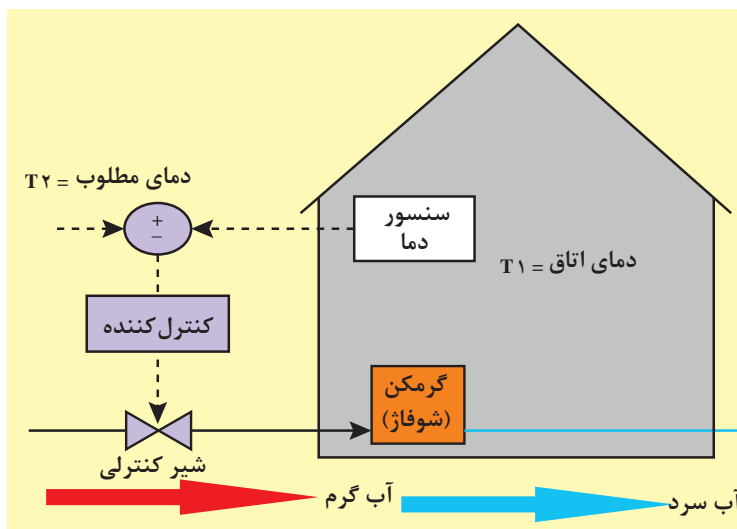 دمای مطلوب = T۲
+
−
سنسور
دما
دمای اتاق = T۱
کنترل‌کننده
گرمکن
(شوفاژ)
شیر کنترلی
آب گرم
آب سرد